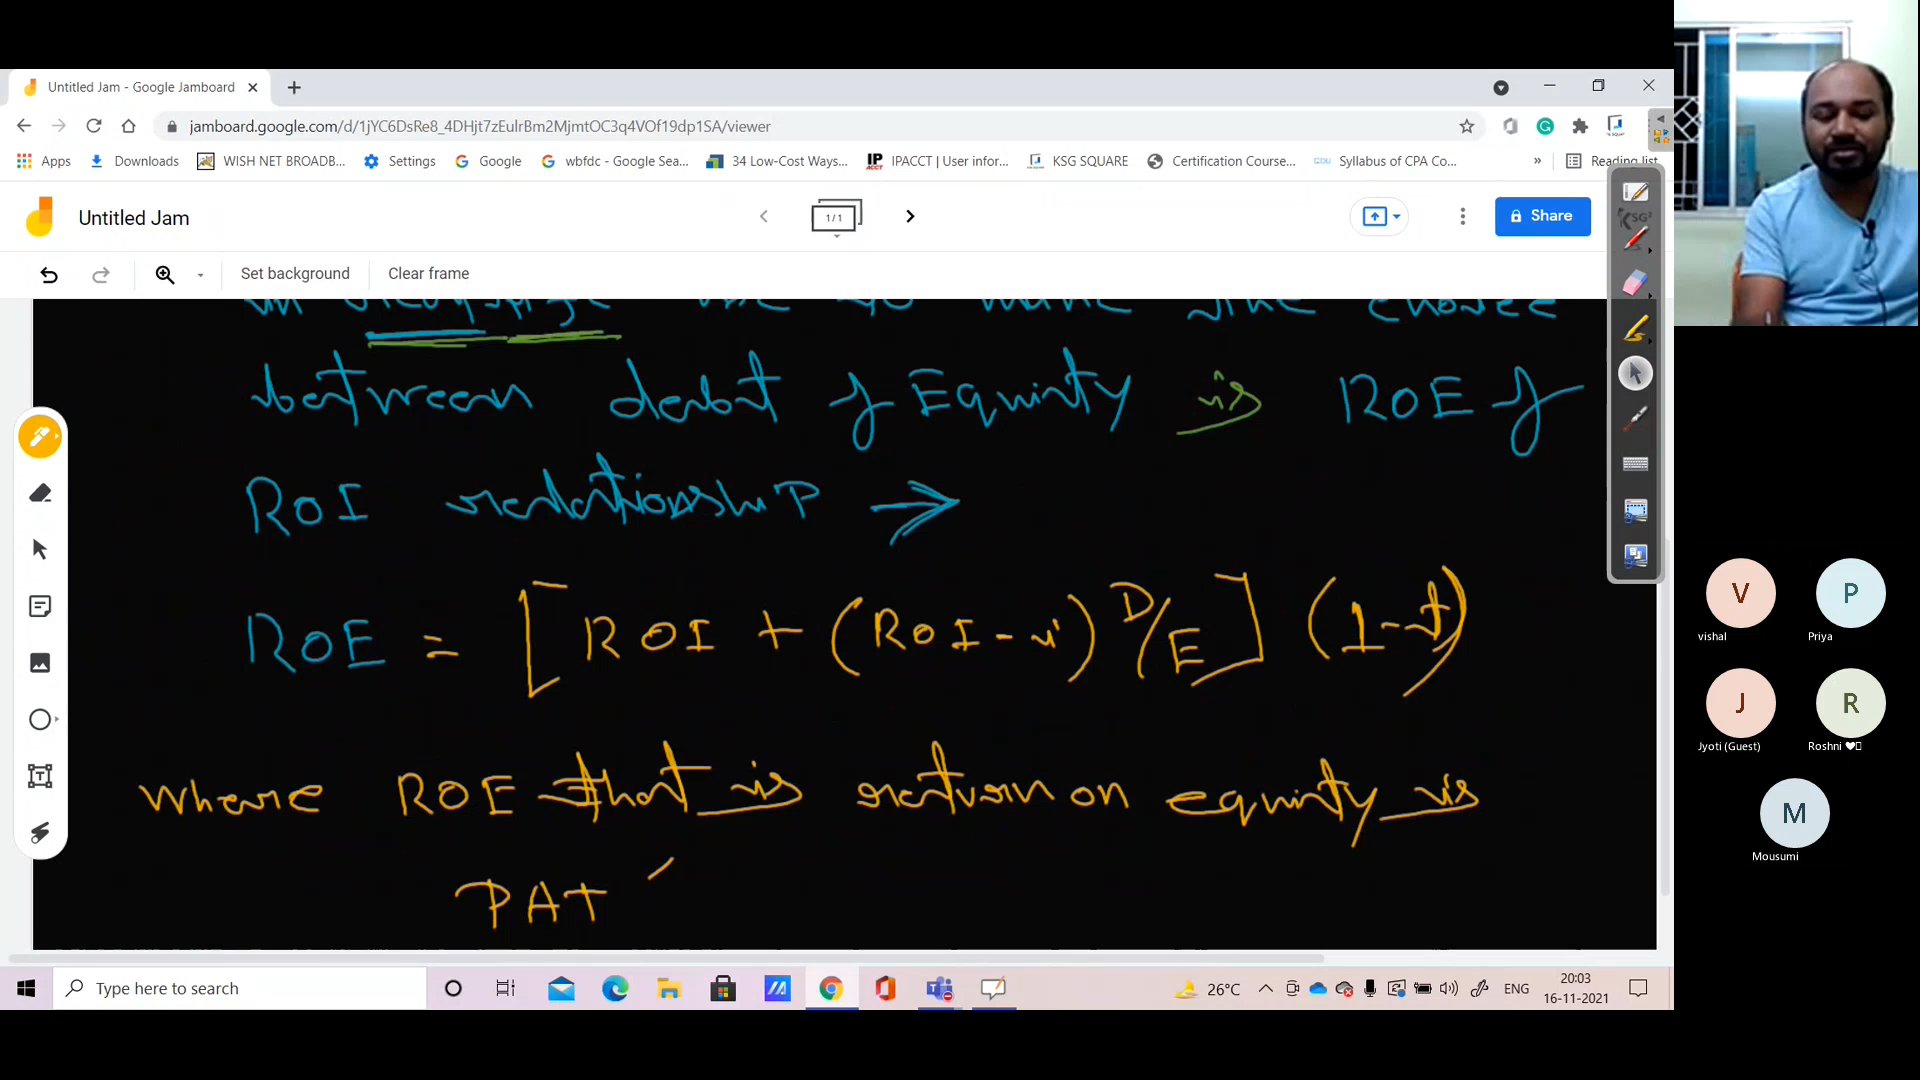 Untitled Jam - Google Jamboard
jamboard.google.com/d/1jYC6DsRe8_4DHjt7zEulrBm2MjmtOC3q4VOf19dp1SA/viewer
Apps Downloads WISH NET BROADB... Settings Google wbfdc - Google Sea... 34 Low-Cost Ways... IPACCT | User infor... KSG SQUARE Certification Course... Syllabus of CPA Co... » Reading list
Untitled Jam
1/1
Share
Set background Clear frame
between debt & Equity is ROE &
ROI relationship →
ROE = [ ROI + (ROI - i) D/E ] (1-t)
where ROE that is return on equity is
PAT
V P
vishal Priya
J R
Jyoti (Guest) Roshni ❤
M
Mousumi
Type here to search
26°C
ENG
20:03
16-11-2021